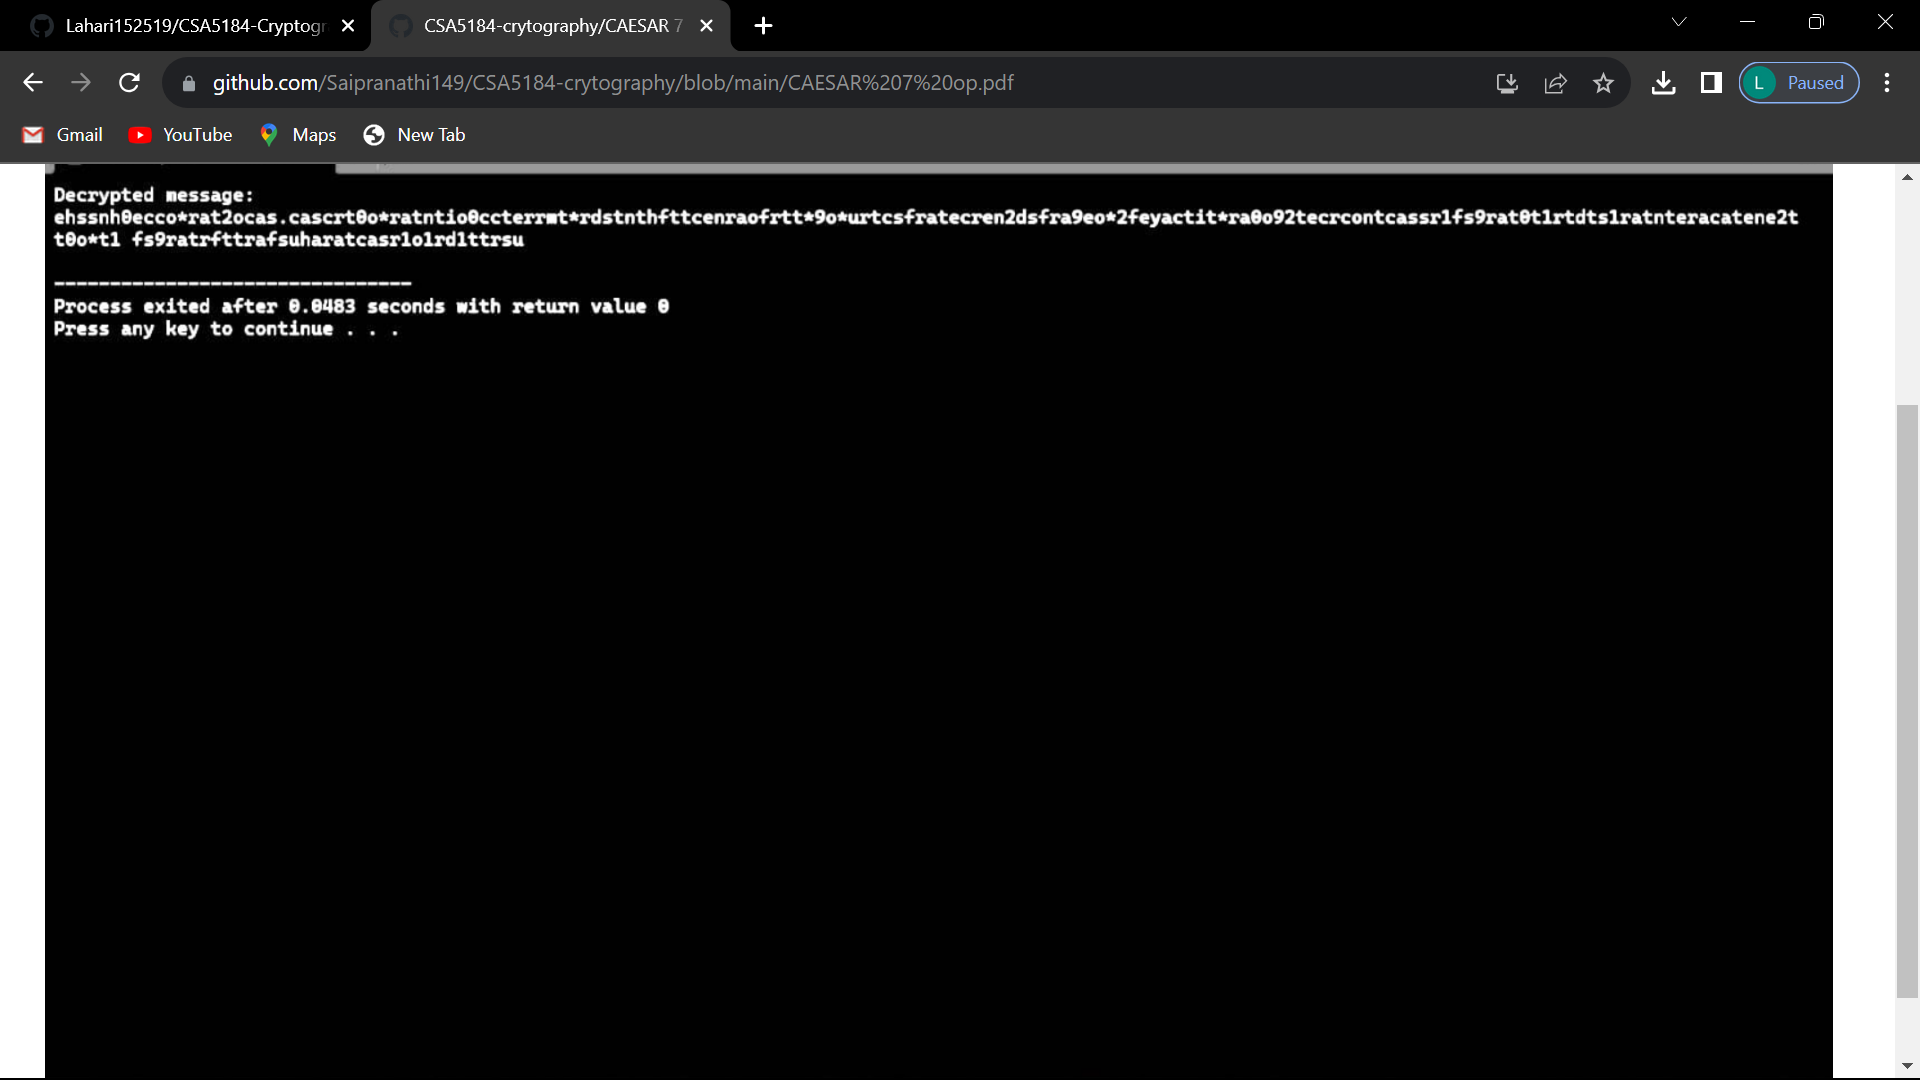 Lahari152519/CSA5184-Cryptogr
CSA5184-crytography/CAESAR 7
github.com/Saipranathi149/CSA5184-crytography/blob/main/CAESAR%207%20op.pdf
L Paused
Gmail YouTube Maps New Tab
Decrypted message:
ehssnh0ecco*rat2ocas.cascrt0o*ratntio0ccterrmt*rdstnthfttcenraofrtt*9o*urtcsfratecren2dsfra9eo*2feyactit*ra0o92tecrcontcassr1fs9rat0t1rtdts1ratnteracatene2t
t0o*t1 fs9ratrfttrafsuharatcasr1o1rd1ttrsu
--------------------------------
Process exited after 0.0483 seconds with return value 0
Press any key to continue . . .